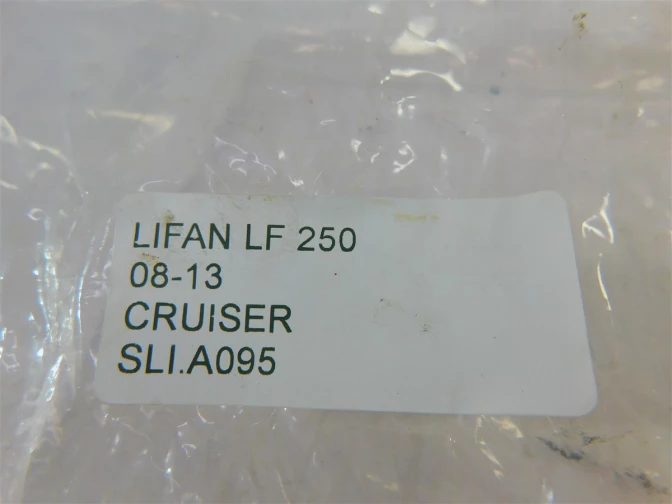 LIFAN LF 250
08-13
CRUISER
SLI.A095